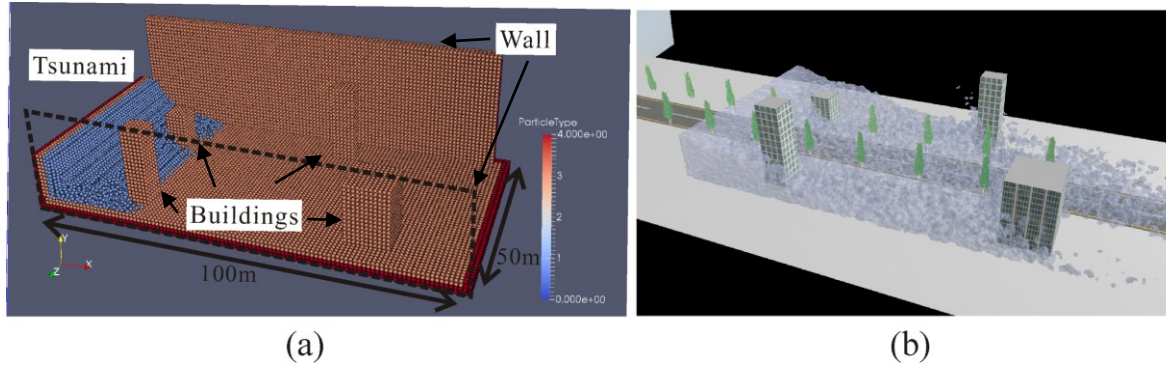 Wall
Tsunami
ParticleType
4.000e+00
3
2
1
0.000e+00
Buildings
50m
100m
Y
Z
X
(a)
(b)